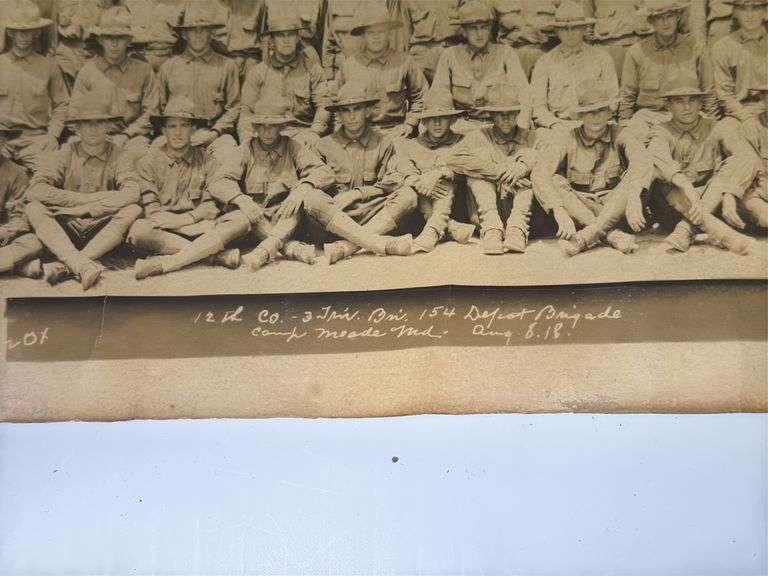 12th Co. - 3 Trn. Bn. 154 Depot Brigade
Camp Meade Md. Aug 8.18.